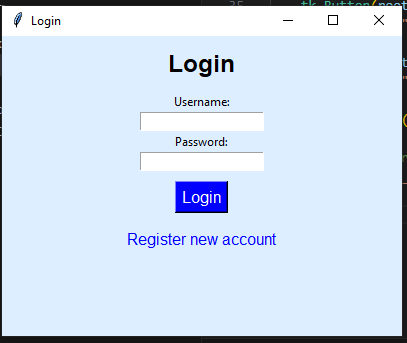 Login
Login
Username:
Password:
Login
Register new account